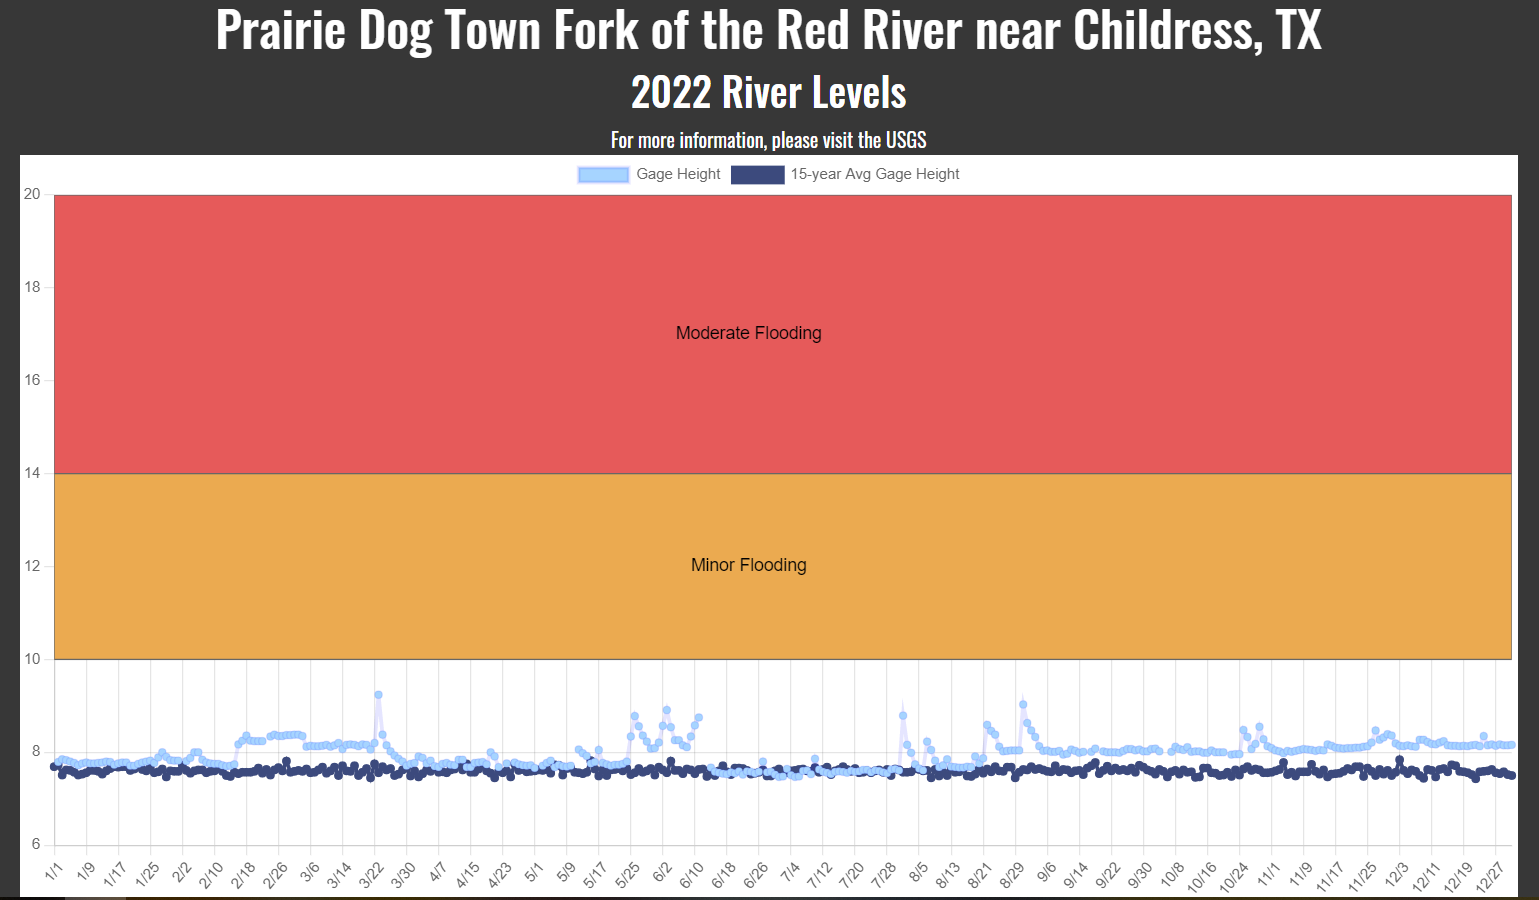 Prairie Dog Town Fork of the Red River near Childress, TX
2022 River Levels
For more information, please visit the USGS
Gage Height 15-year Avg Gage Height
20
18
Moderate Flooding
16
14
12
Minor Flooding
10
8
6
1/1 1/9 1/17 1/25 2/2 2/10 2/18 2/26 3/6 3/14 3/22 3/30 4/7 4/15 4/23 5/1 5/9 5/17 5/25 6/2 6/10 6/18 6/26 7/4 7/12 7/20 7/28 8/5 8/13 8/21 8/29 9/6 9/14 9/22 9/30 10/8 10/16 10/24 11/1 11/9 11/17 11/25 12/3 12/11 12/19 12/27